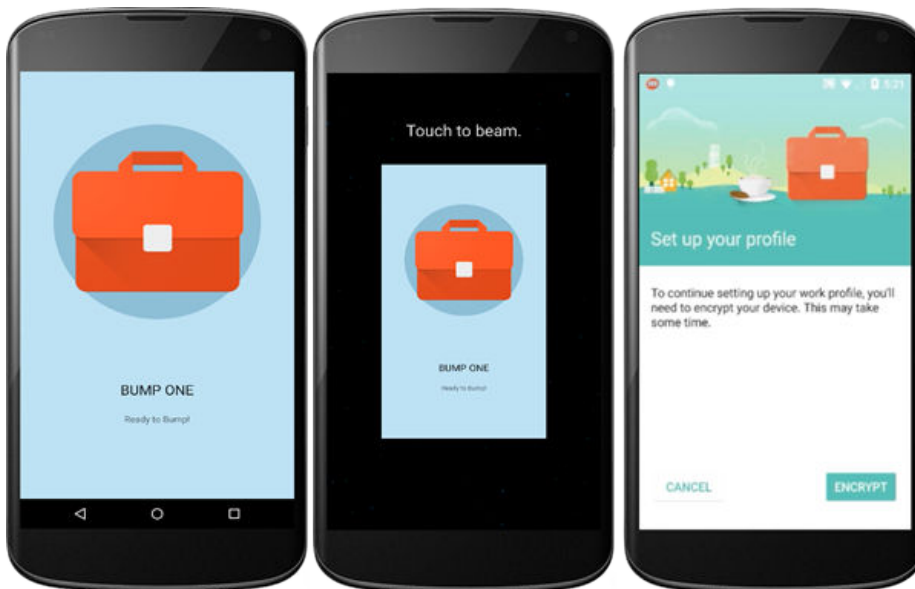 BUMP ONE
Ready to Bump!
Touch to beam.
BUMP ONE
Ready to Bump!
5:21
Set up your profile
To continue setting up your work profile, you'll
need to encrypt your device. This may take
some time.
CANCEL
ENCRYPT